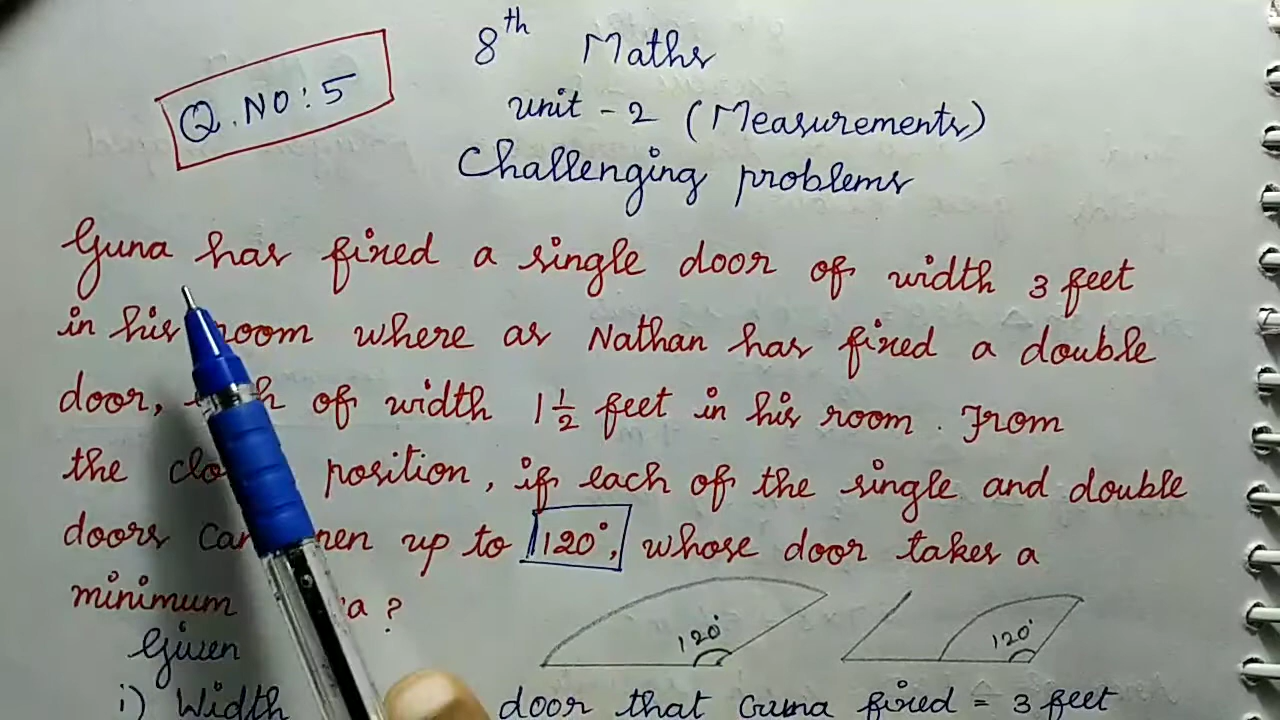 8th Maths
Q.NO:5
unit - 2 (Measurements)
Challenging problems
Guna has fixed a single door of width 3 feet
in his room where as Nathan has fixed a double
door, of width 1 1/2 feet in his room. From
the position, if each of the single and double
doors up to 120°, whose door takes a
minimum ?
120° 120°
Given
i) Width door that Guna fixed = 3 feet